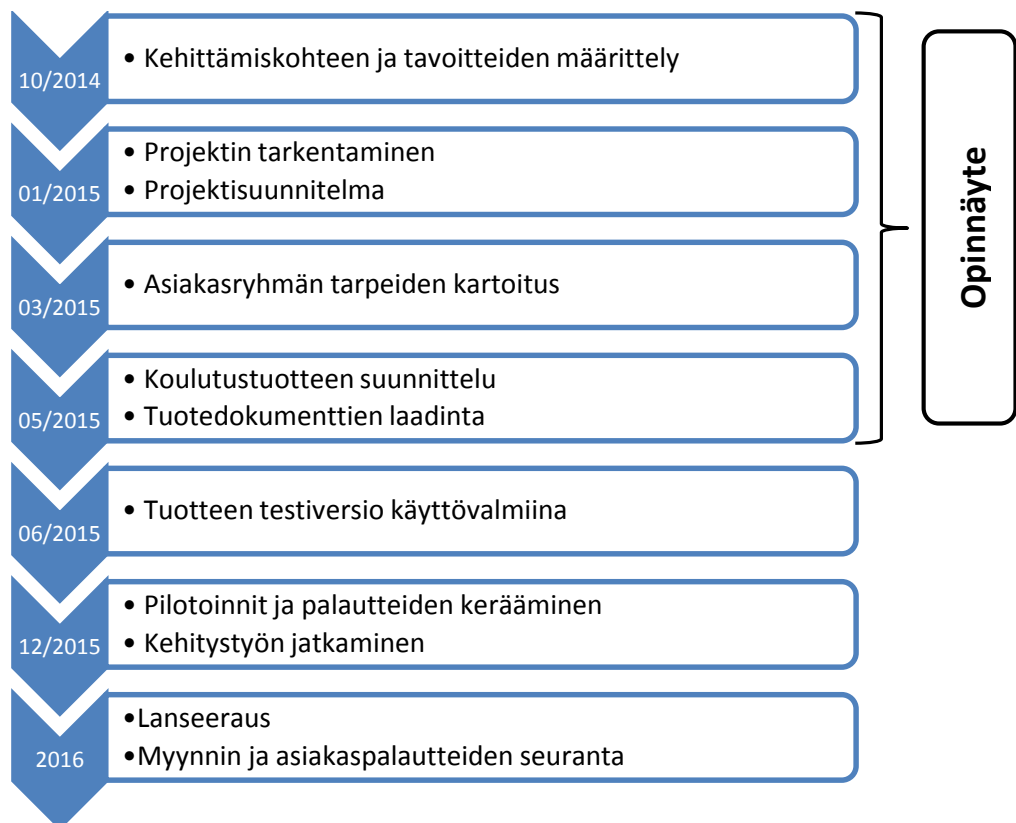 10/2014
• Kehittämiskohteen ja tavoitteiden määrittely
01/2015
• Projektin tarkentaminen
• Projektisuunnitelma
03/2015
• Asiakasryhmän tarpeiden kartoitus
05/2015
• Koulutustuotteen suunnittelu
• Tuotedokumenttien laadinta
Opinnäyte
06/2015
• Tuotteen testiversio käyttövalmiina
12/2015
• Pilotoinnit ja palautteiden kerääminen
• Kehitystyön jatkaminen
2016
•Lanseeraus
•Myynnin ja asiakaspalautteiden seuranta